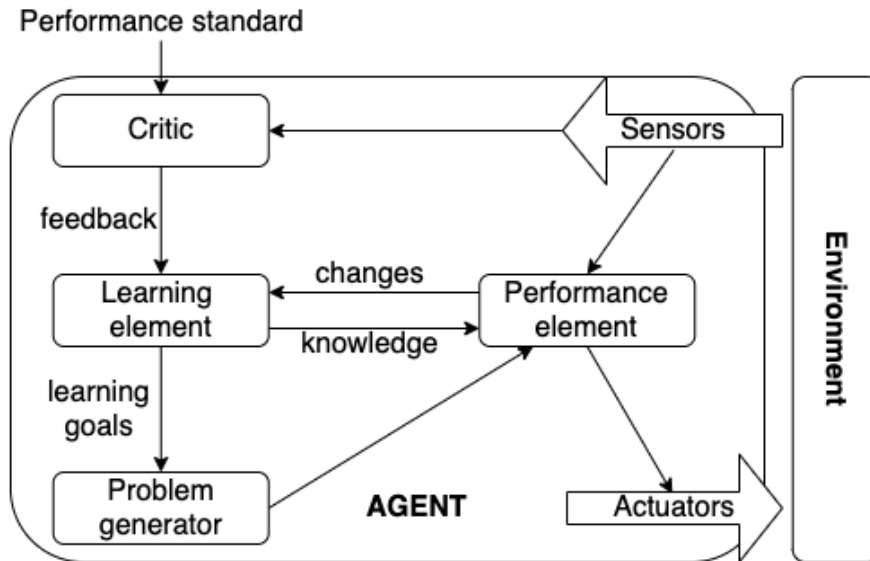 Performance standard
Critic
Sensors
feedback
Learning
element
changes
knowledge
Performance
element
learning
goals
Problem
generator
AGENT
Actuators
Environment